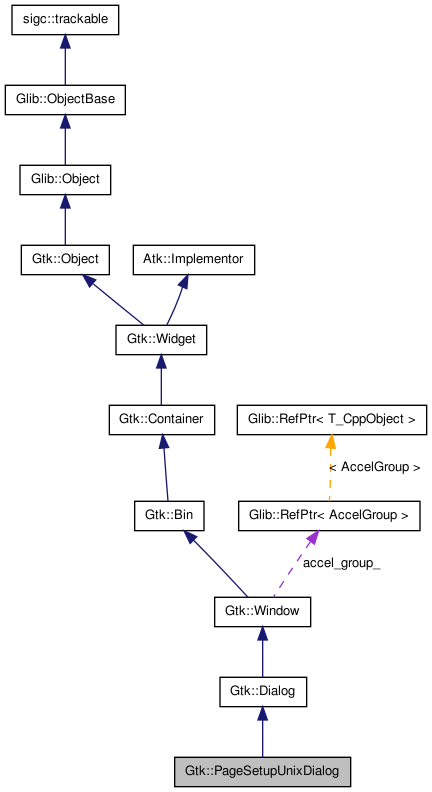 sigc::trackable
Glib::ObjectBase
Glib::Object
Gtk::Object
Atk::Implementor
Gtk::Widget
Gtk::Container
Glib::RefPtr< T_CppObject >
< AccelGroup >
Gtk::Bin
Glib::RefPtr< AccelGroup >
accel_group_
Gtk::Window
Gtk::Dialog
Gtk::PageSetupUnixDialog